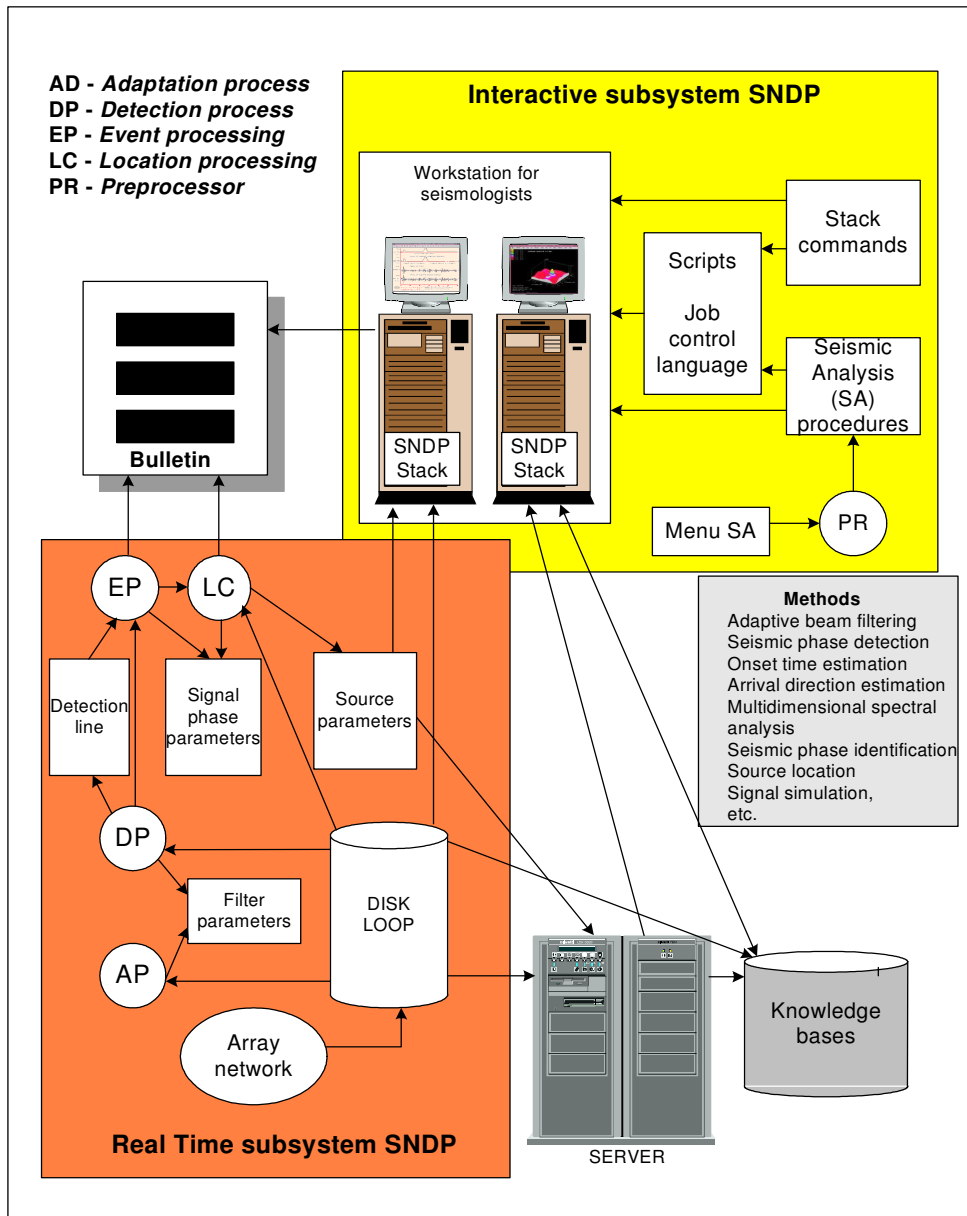 AD - Adaptation process
DP - Detection process
EP - Event processing
LC - Location processing
PR - Preprocessor
Interactive subsystem SNDP
Workstation for
seismologists
Stack
commands
Scripts
Job
control
language
Seismic
Analysis
(SA)
procedures
SNDP
Stack
SNDP
Stack
Bulletin
Menu SA
PR
EP
LC
Detection
line
Signal
phase
parameters
Source
parameters
DP
Filter
parameters
DISK
LOOP
AP
Array
network
Real Time subsystem SNDP
Methods
Adaptive beam filtering
Seismic phase detection
Onset time estimation
Arrival direction estimation
Multidimensional spectral
analysis
Seismic phase identification
Source location
Signal simulation,
etc.
SERVER
Knowledge
bases